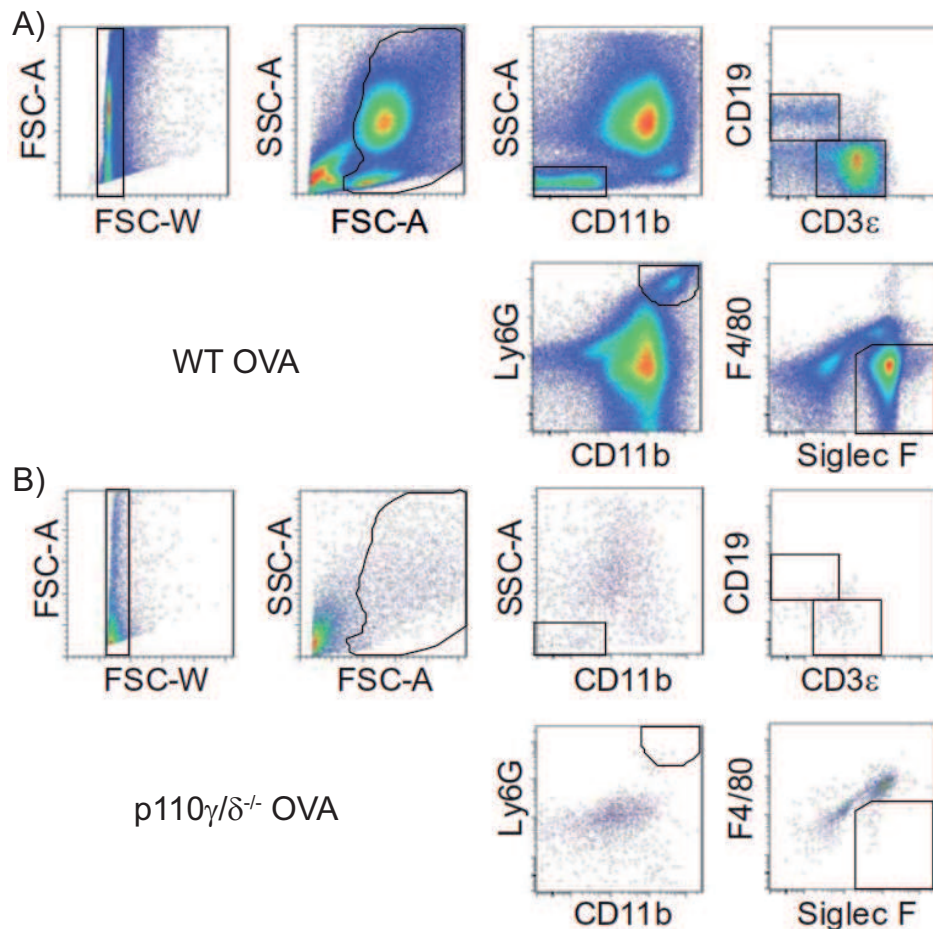 A)
FSC-A
FSC-W
SSC-A
FSC-A
SSC-A
CD11b
CD19
CD3ε
WT OVA
Ly6G
CD11b
F4/80
Siglec F
B)
FSC-A
FSC-W
SSC-A
FSC-A
SSC-A
CD11b
CD19
CD3ε
p110γ/δ-/- OVA
Ly6G
CD11b
F4/80
Siglec F